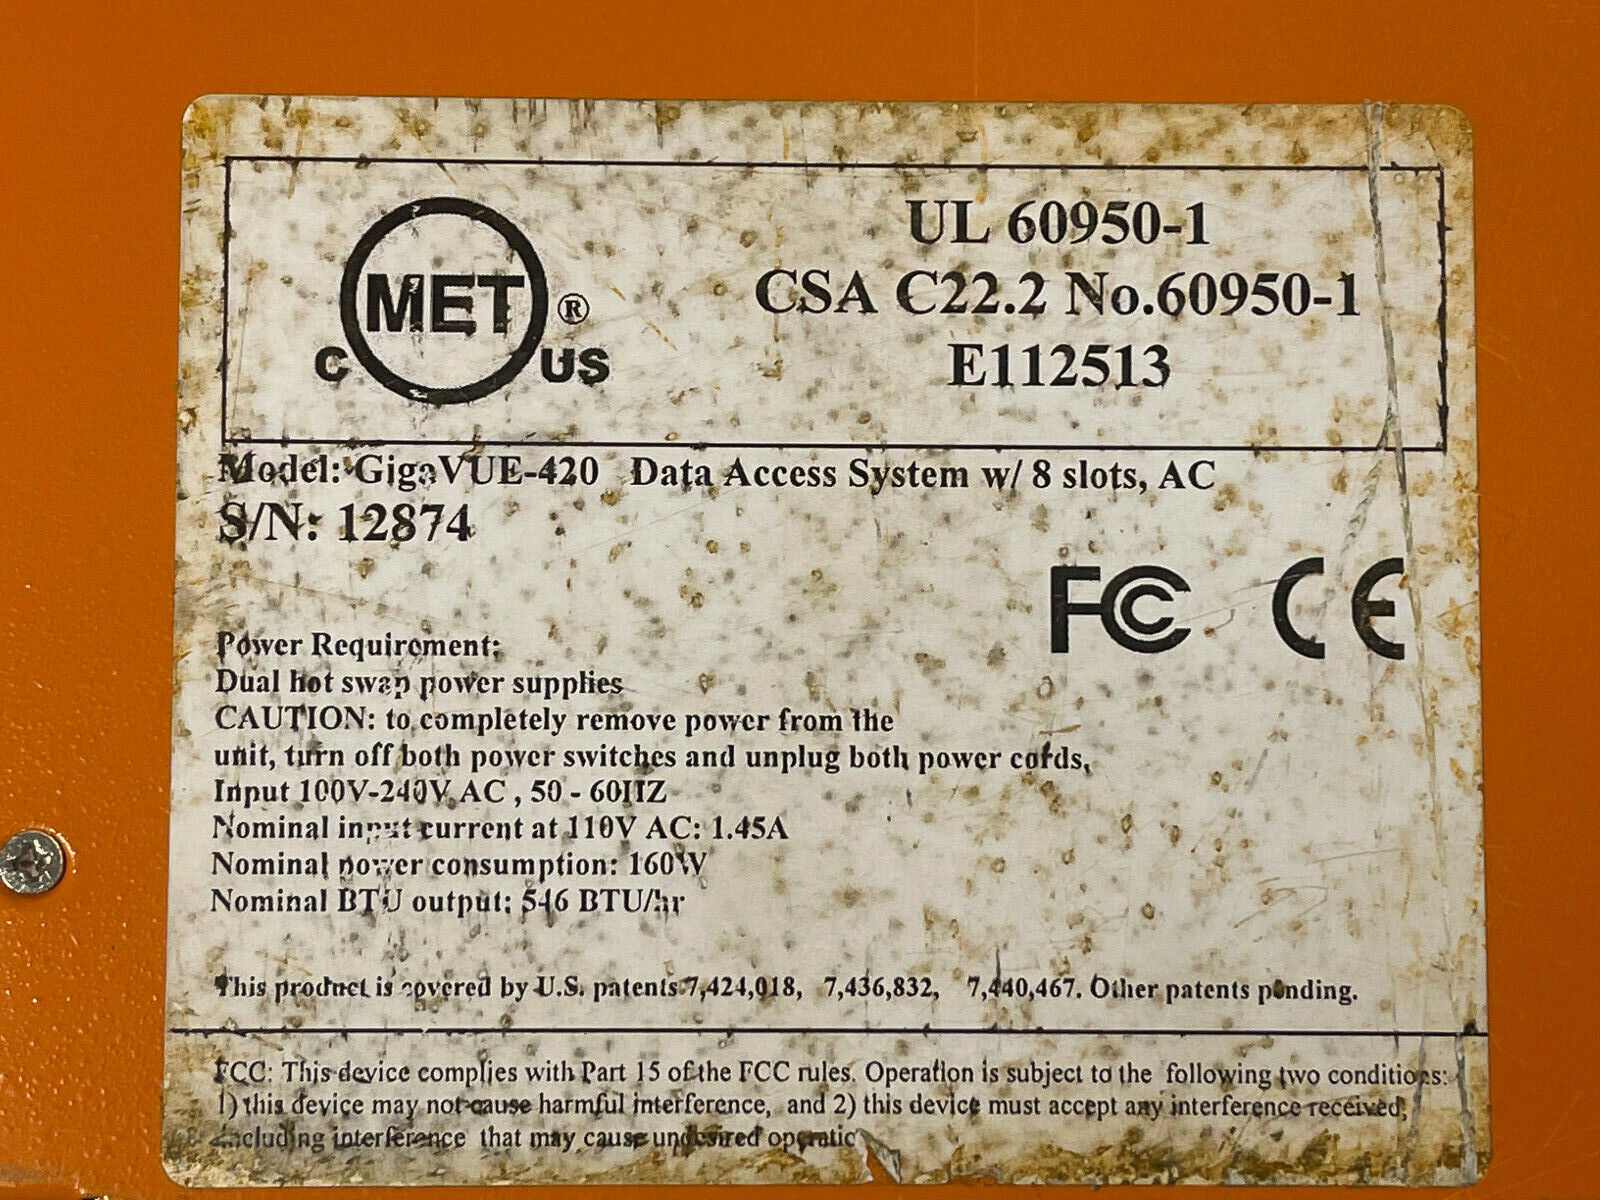 MET ®
C US
UL 60950-1
CSA C22.2 No.60950-1
E112513
Model: GigaVUE-420 Data Access System w/ 8 slots, AC
S/N: 12874
FC CE
Power Requirement:
Dual hot swap power supplies
CAUTION: to completely remove power from the
unit, turn off both power switches and unplug both power cords,
Input 100V-240V AC , 50 - 60HZ
Nominal input current at 110V AC: 1.45A
Nominal power consumption: 160W
Nominal BTU output: 546 BTU/hr
This product is covered by U.S. patents 7,424,018, 7,436,832, 7,440,467. Other patents pending.
FCC: This device complies with Part 15 of the FCC rules. Operation is subject to the following two conditions:
1) this device may not cause harmful interference, and 2) this device must accept any interference received,
including interference that may cause undesired operatio